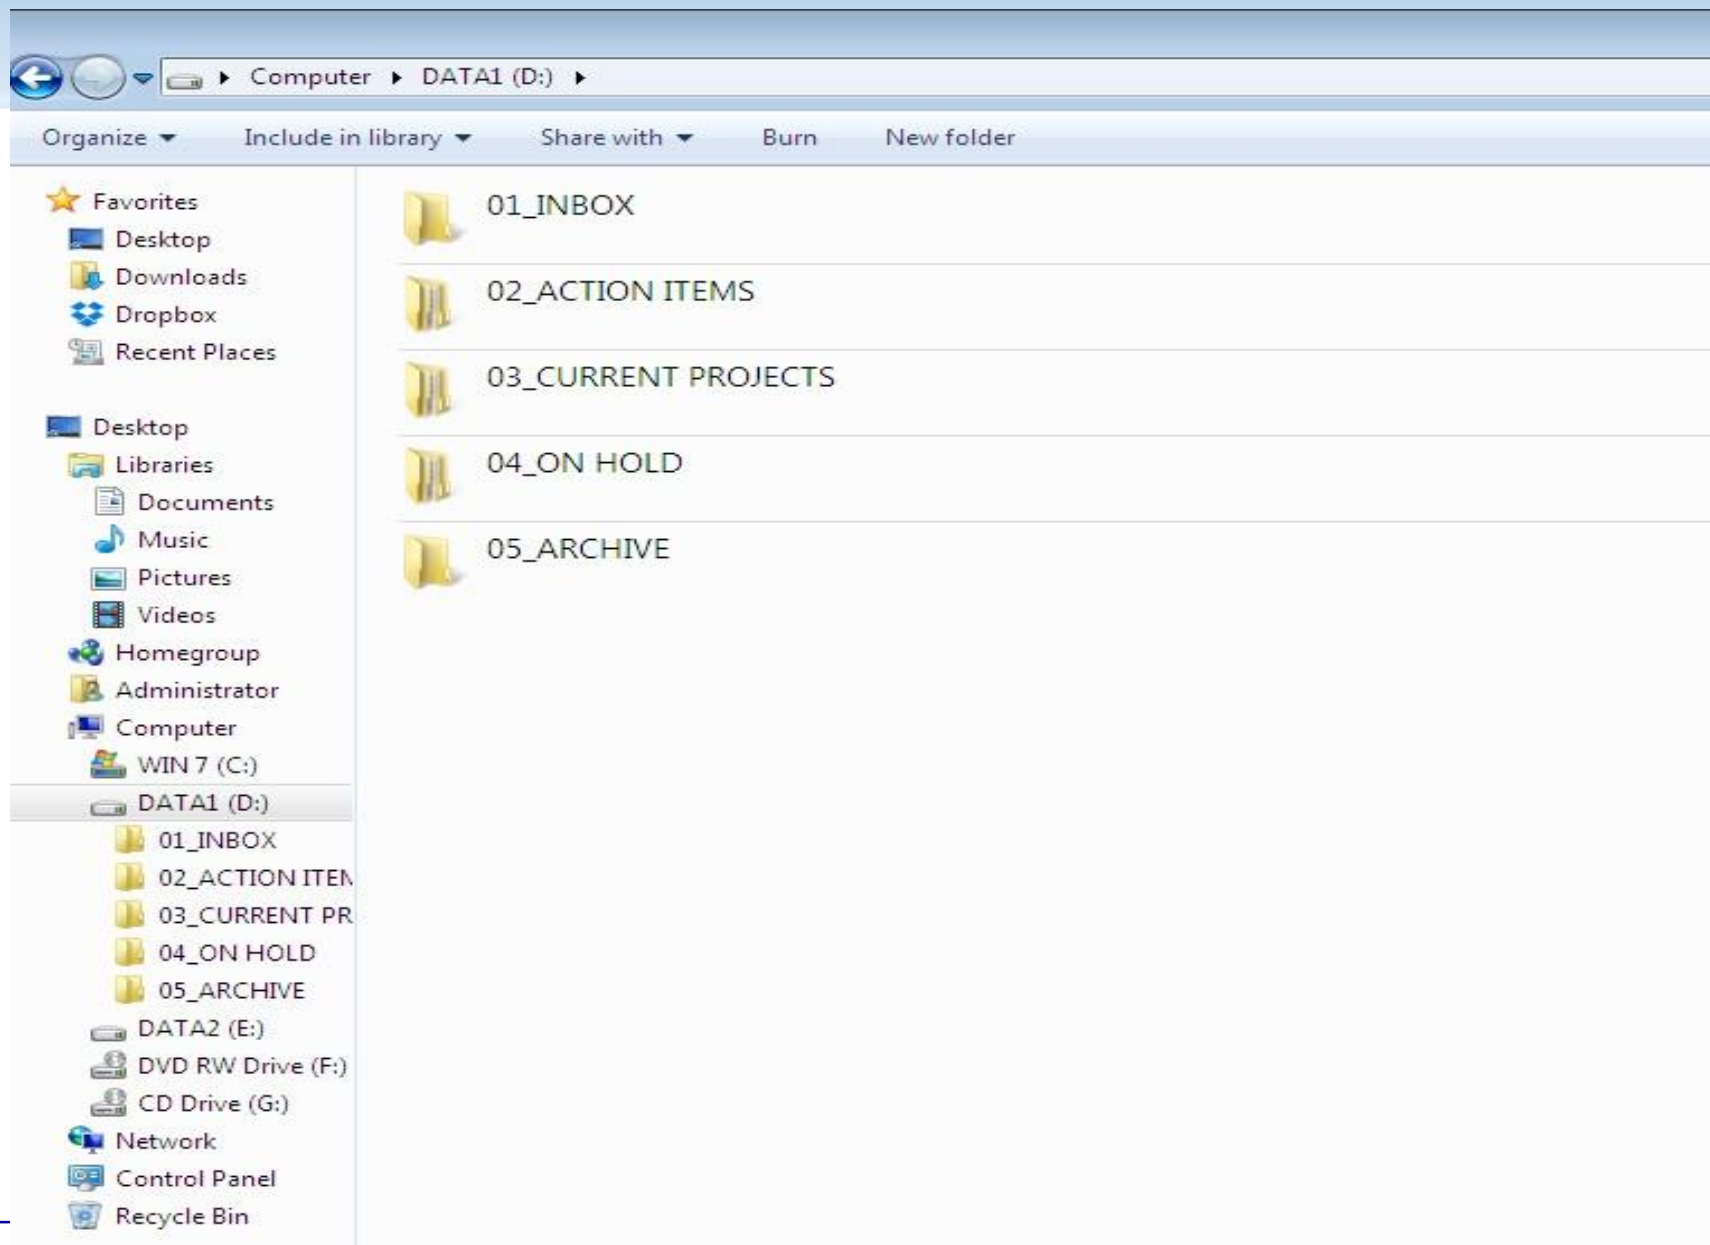 Computer DATA1 (D:)
Organize Include in library Share with Burn New folder
Favorites
Desktop
Downloads
Dropbox
Recent Places
Desktop
Libraries
Documents
Music
Pictures
Videos
Homegroup
Administrator
Computer
WIN 7 (C:)
DATA1 (D:)
01_INBOX
02_ACTION ITEM
03_CURRENT PR
04_ON HOLD
05_ARCHIVE
DATA2 (E:)
DVD RW Drive (F:)
CD Drive (G:)
Network
Control Panel
Recycle Bin
01_INBOX
02_ACTION ITEMS
03_CURRENT PROJECTS
04_ON HOLD
05_ARCHIVE